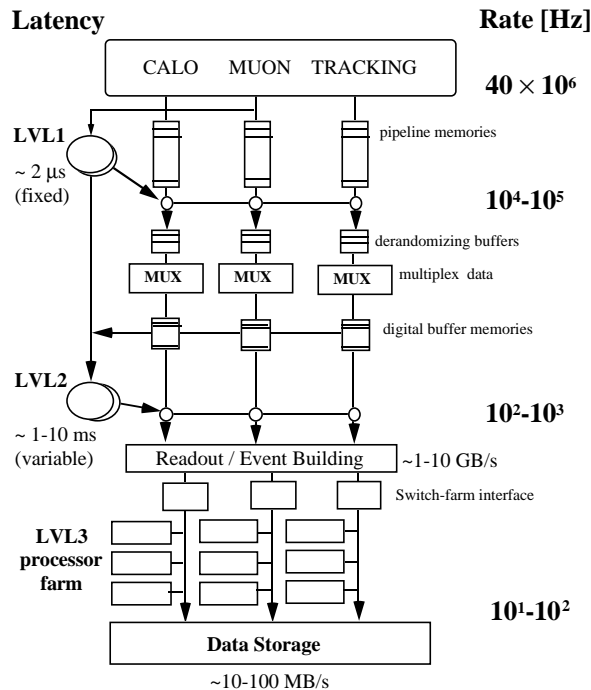 Latency
Rate [Hz]
CALO MUON TRACKING
40 × 10⁶
LVL1
pipeline memories
~ 2 µs
(fixed)
10⁴-10⁵
derandomizing buffers
MUX MUX MUX
multiplex data
digital buffer memories
LVL2
10²-10³
~ 1-10 ms
(variable)
Readout / Event Building
~1-10 GB/s
Switch-farm interface
LVL3
processor
farm
10¹-10²
Data Storage
~10-100 MB/s